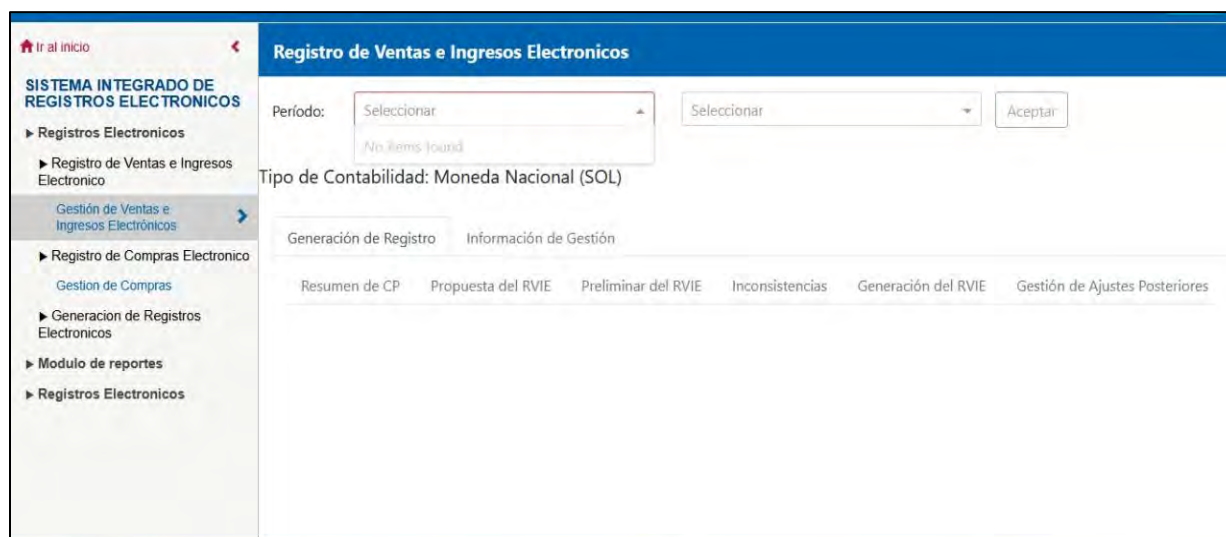 Ir al inicio
SISTEMA INTEGRADO DE
REGISTROS ELECTRONICOS
Registros Electronicos
Registro de Ventas e Ingresos
Electronico
Gestión de Ventas e
Ingresos Electrónicos
Registro de Compras Electronico
Gestion de Compras
Generacion de Registros
Electronicos
Modulo de reportes
Registros Electronicos
Registro de Ventas e Ingresos Electronicos
Período: Seleccionar Seleccionar Aceptar
No items found
Tipo de Contabilidad: Moneda Nacional (SOL)
Generación de Registro Información de Gestión
Resumen de CP Propuesta del RVIE Preliminar del RVIE Inconsistencias Generación del RVIE Gestión de Ajustes Posteriores